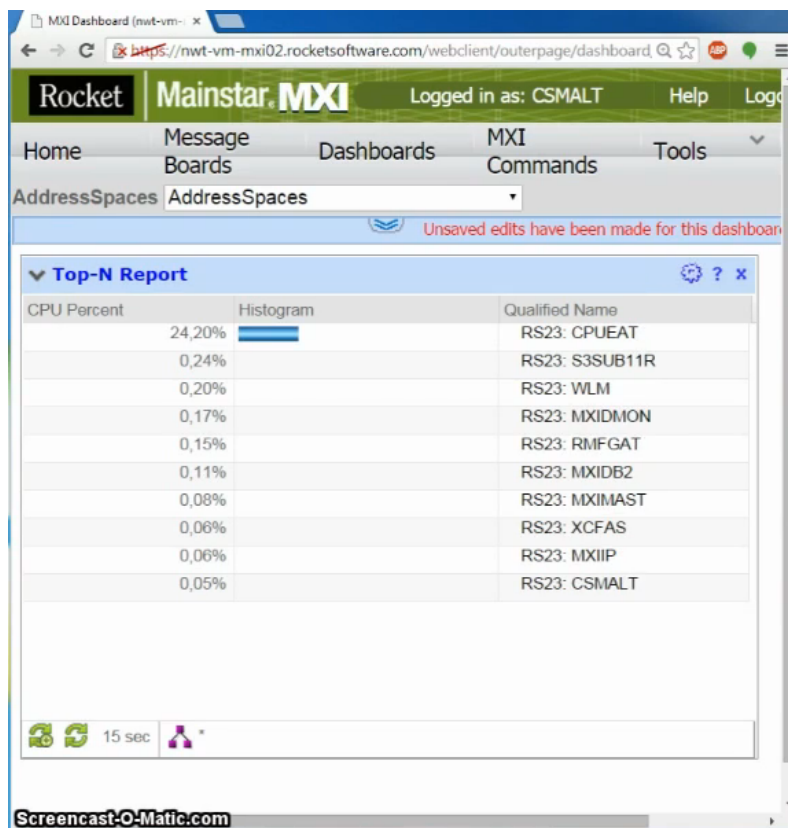 MXI Dashboard (nwt-vm-
https://nwt-vm-mxi02.rocketsoftware.com/webclient/outerpage/dashboard
ABP
Rocket Mainstar. MXI Logged in as: CSMALT Help Logo
Home Message Boards Dashboards MXI Commands Tools
AddressSpaces AddressSpaces
Unsaved edits have been made for this dashboar
Top-N Report ? x
CPU Percent Histogram Qualified Name
24,20% RS23: CPUEAT
0,24% RS23: S3SUB11R
0,20% RS23: WLM
0,17% RS23: MXIDMON
0,15% RS23: RMFGAT
0,11% RS23: MXIDB2
0,08% RS23: MXIMAST
0,06% RS23: XCFAS
0,06% RS23: MXIIP
0,05% RS23: CSMALT
15 sec *
Screencast-O-Matic.com